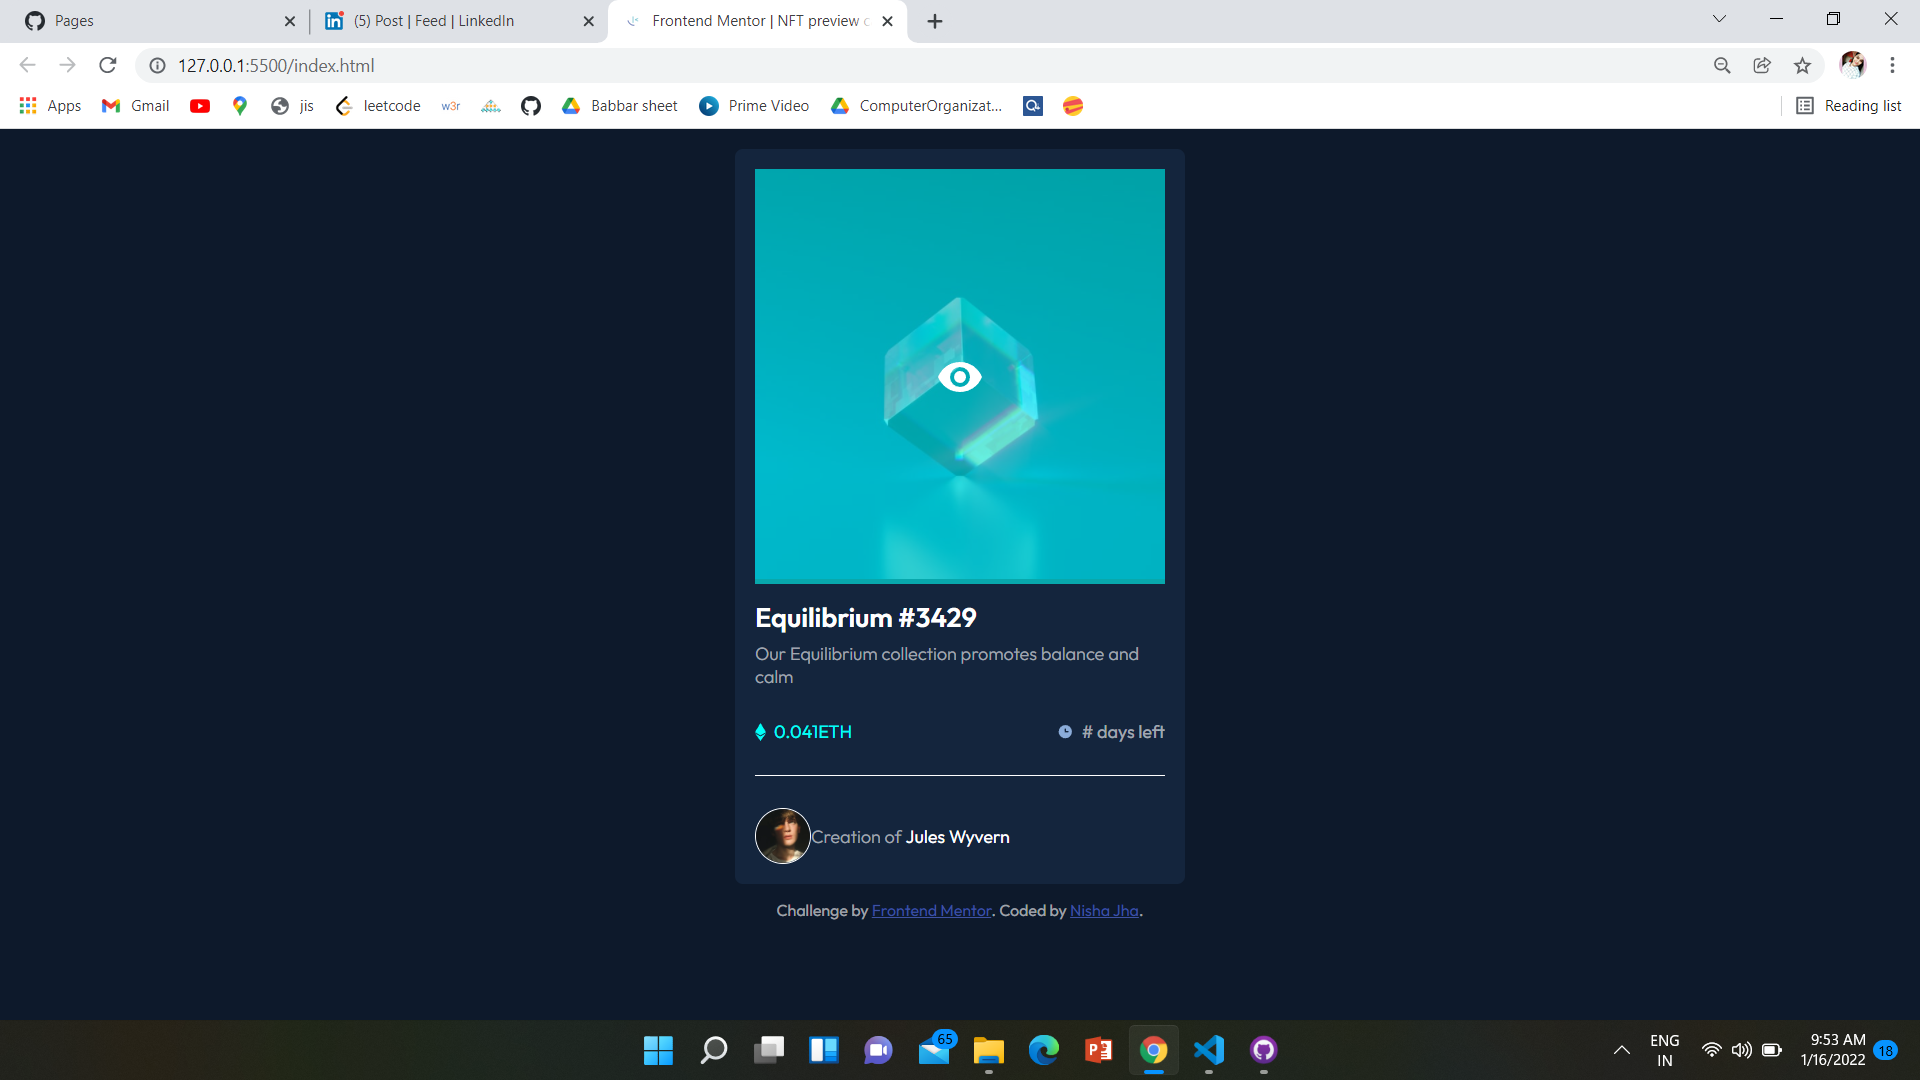 Pages
(5) Post | Feed | LinkedIn
Frontend Mentor | NFT preview c
127.0.0.1:5500/index.html
Apps
Gmail
jis
leetcode
w3r
Babbar sheet
Prime Video
ComputerOrganizat...
Reading list
Equilibrium #3429
Our Equilibrium collection promotes balance and
calm
0.041ETH
# days left
Creation of Jules Wyvern
Challenge by Frontend Mentor. Coded by Nisha Jha.
65
ENG
IN
9:53 AM
1/16/2022
18